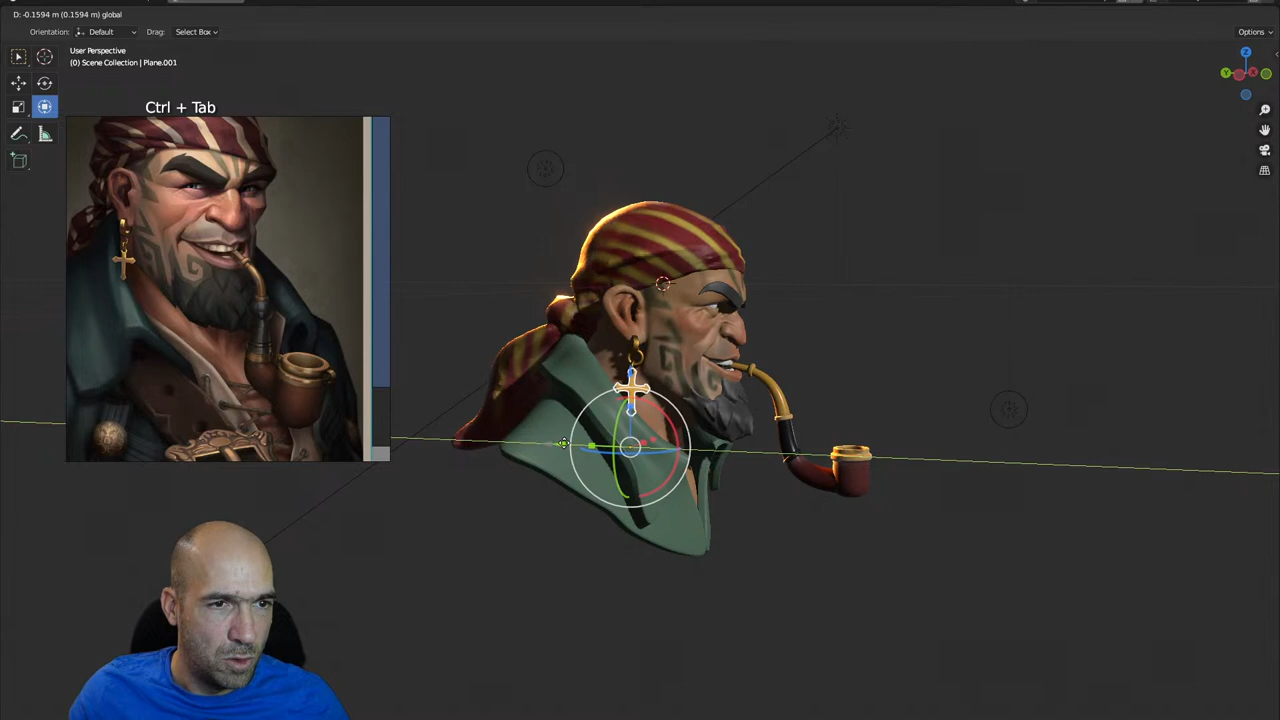 D: -0.1594 m (0.1594 m) global
Orientation: Default Drag: Select Box Options
User Perspective
(0) Scene Collection | Plane.001
Ctrl + Tab
Z
Y X